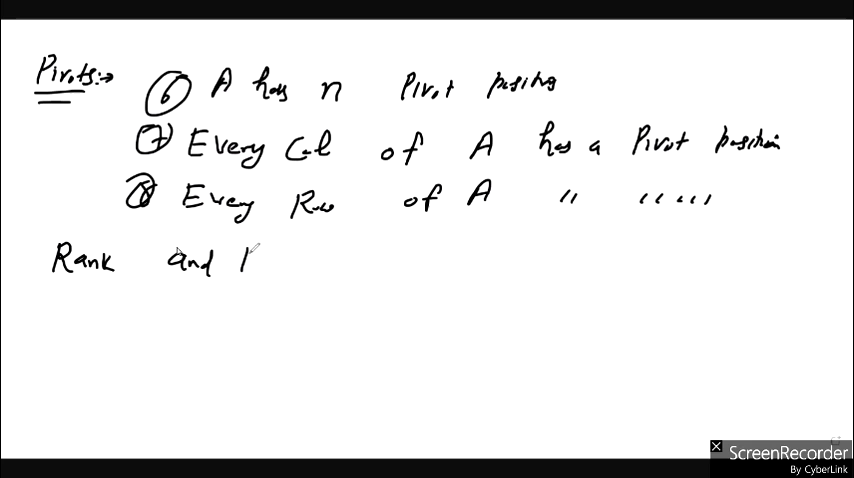 Pivots:→ ⑥ A has n Pivot position
⑦ Every Col of A has a Pivot position
⑧ Every Row of A " " " " "
Rank and
ScreenRecorder
By CyberLink